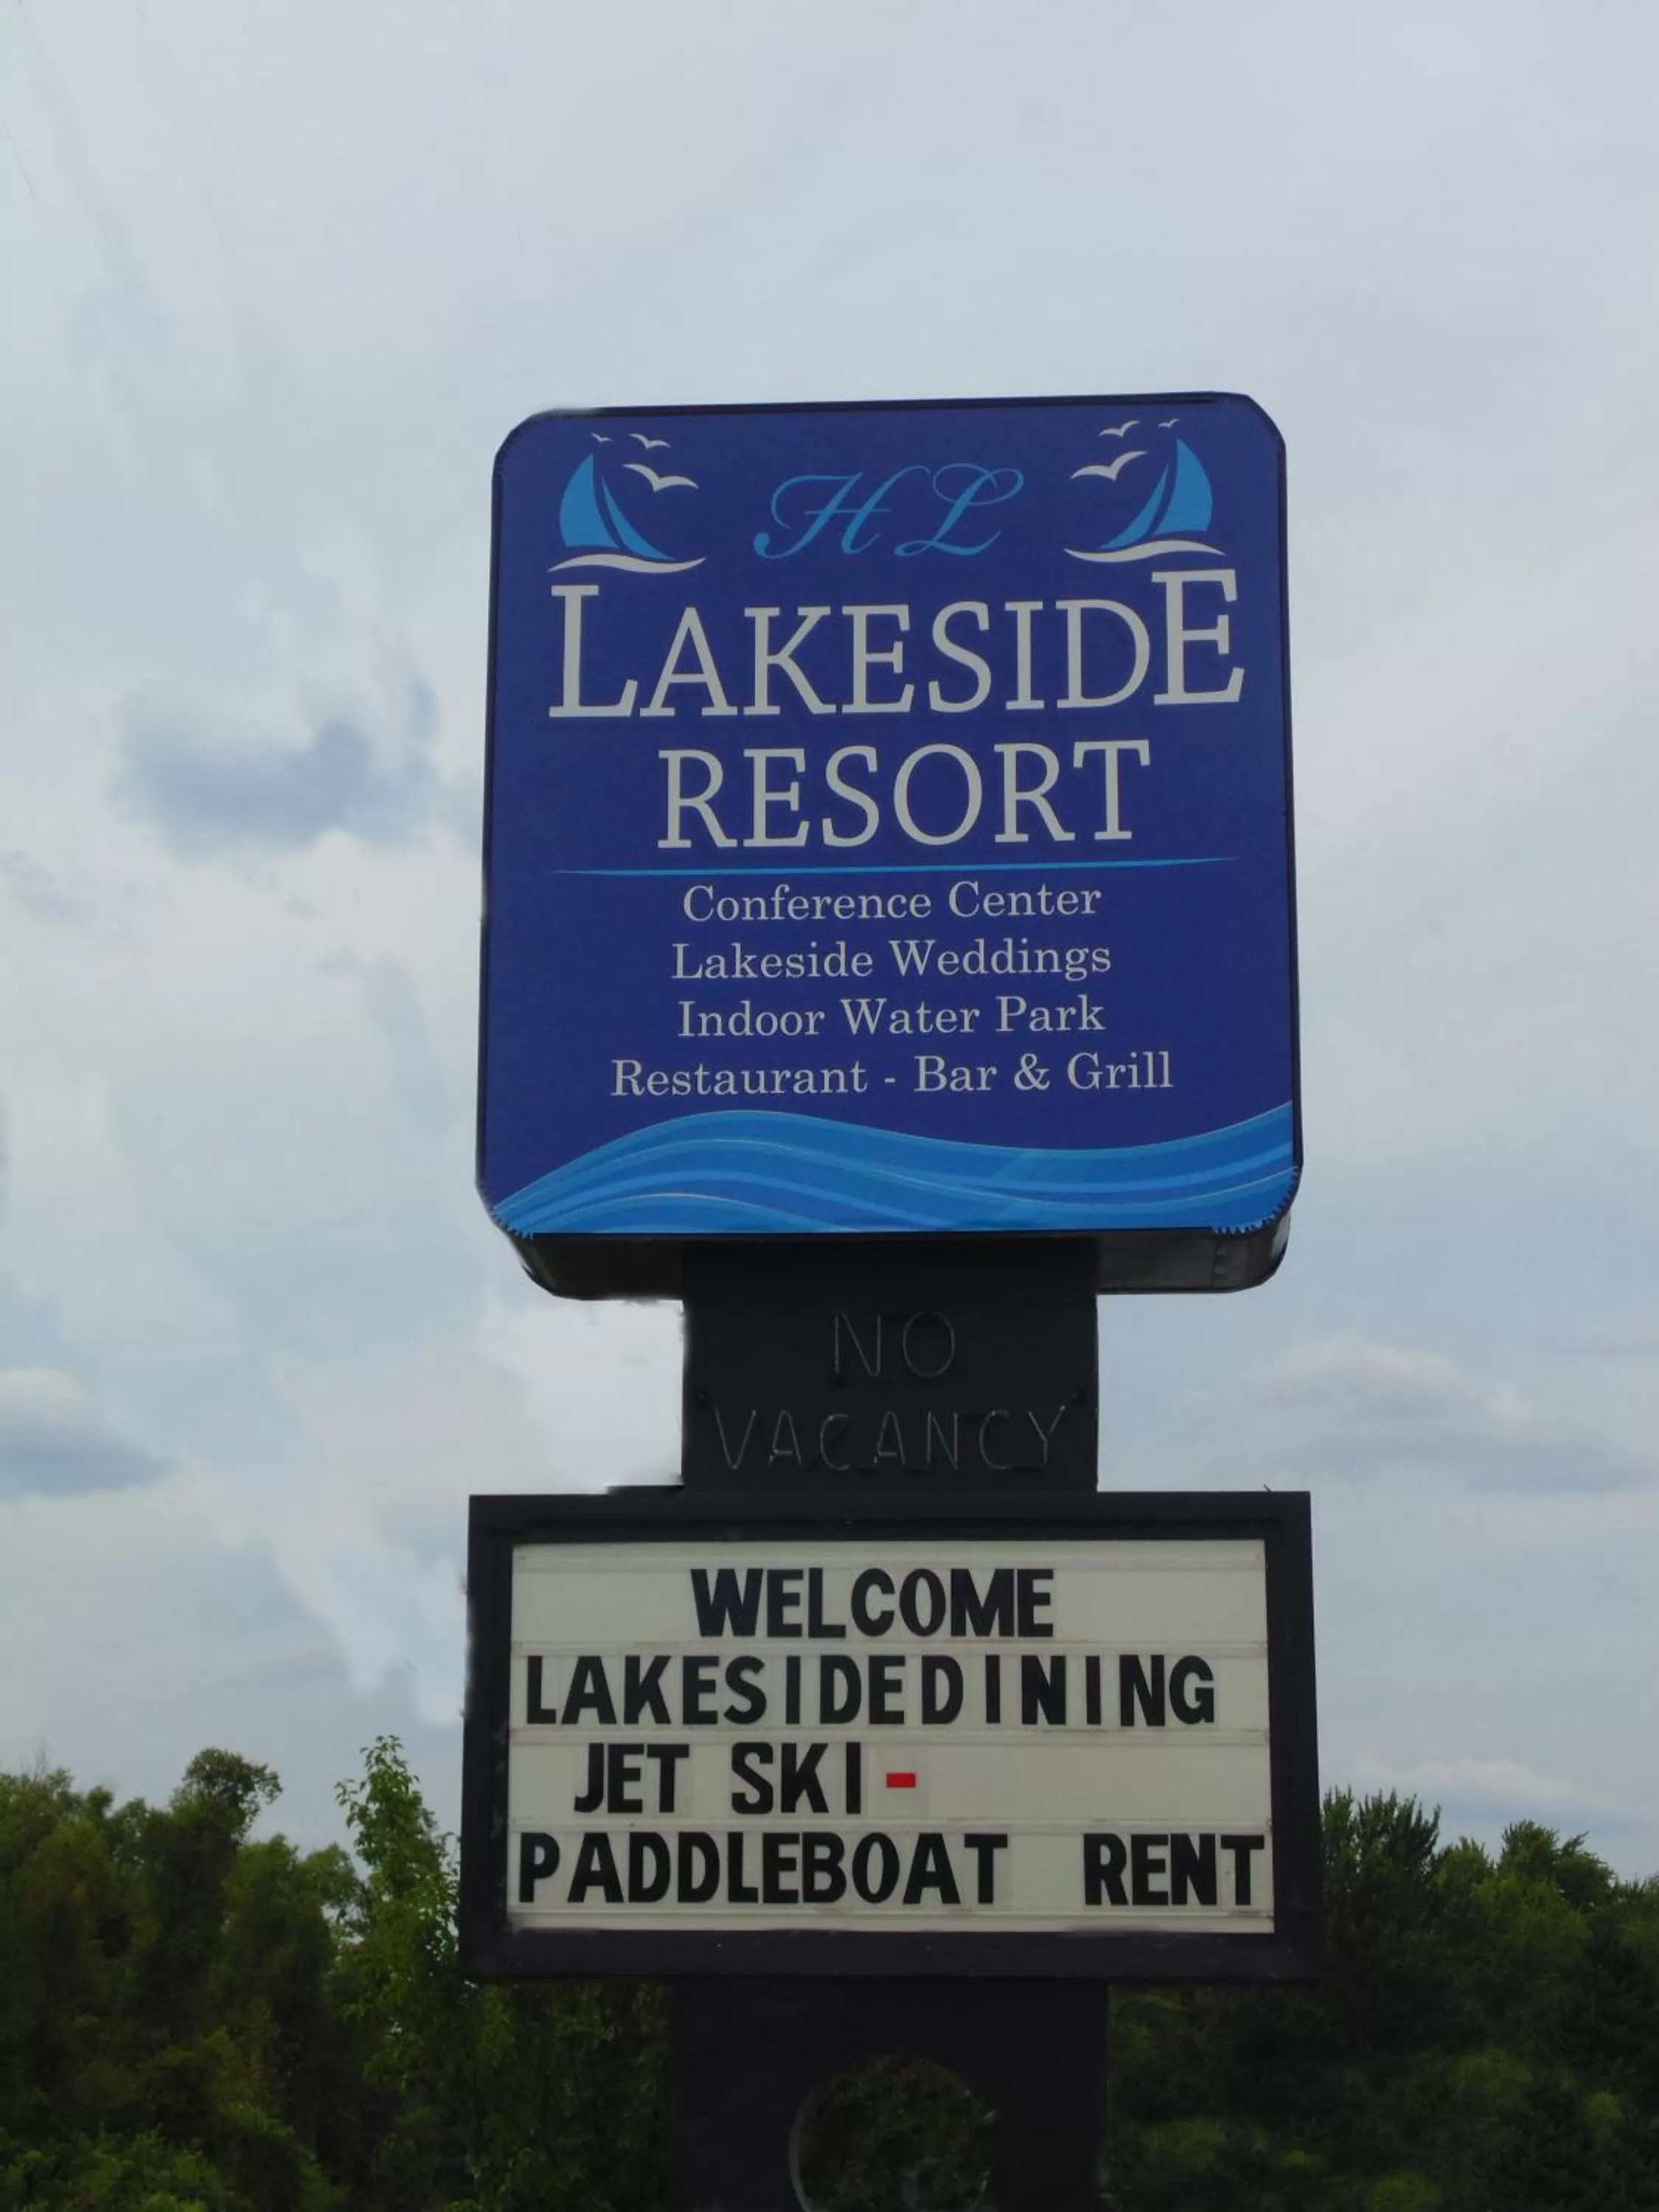 HL
LAKESIDE
RESORT
Conference Center
Lakeside Weddings
Indoor Water Park
Restaurant - Bar & Grill
NO
VACANCY
WELCOME
LAKESIDEDINING
JET SKI-
PADDLEBOAT RENT